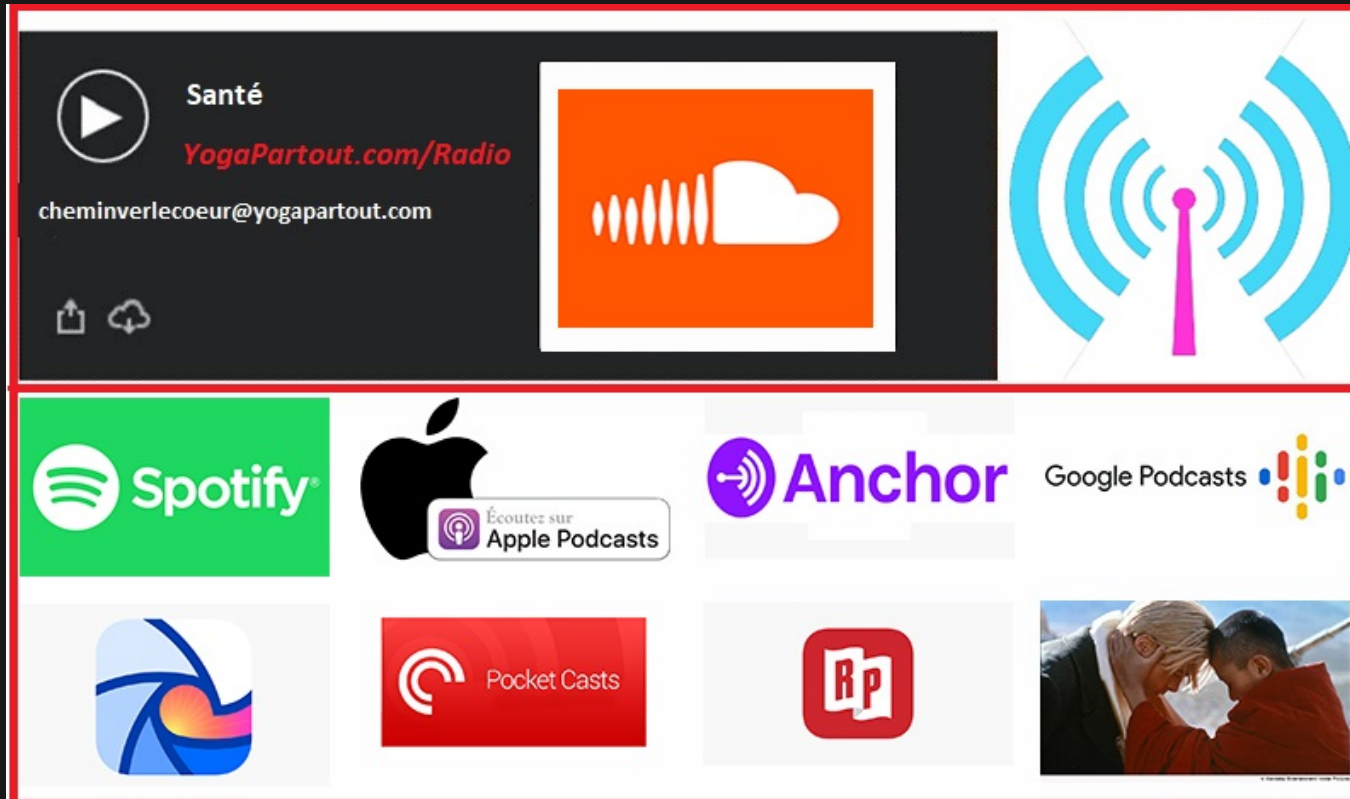 Santé
YogaPartout.com/Radio
cheminverlecoeur@yogapartout.com
Spotify®
Écoutez sur
Apple Podcasts
Anchor
Google Podcasts
Pocket Casts
RP